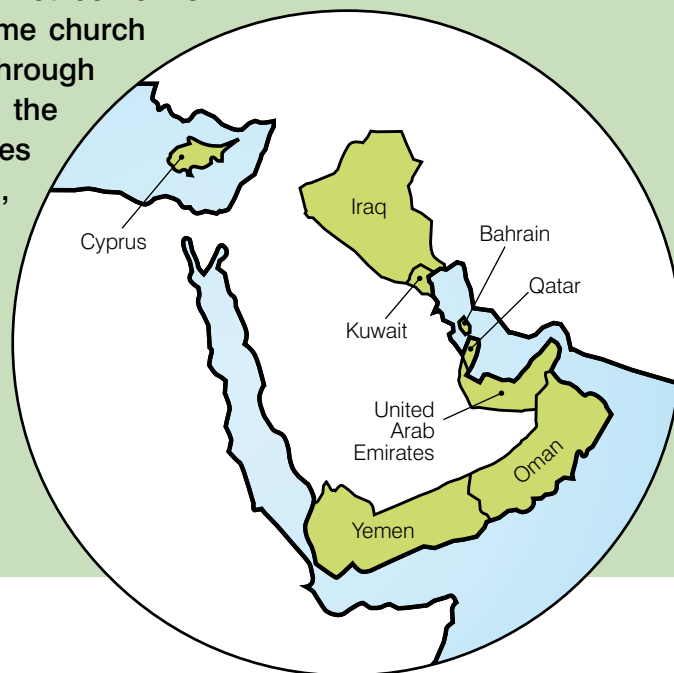 me church
hrough
the
es
,
Cyprus
Iraq
Bahrain
Qatar
Kuwait
United
Arab
Emirates
Oman
Yemen